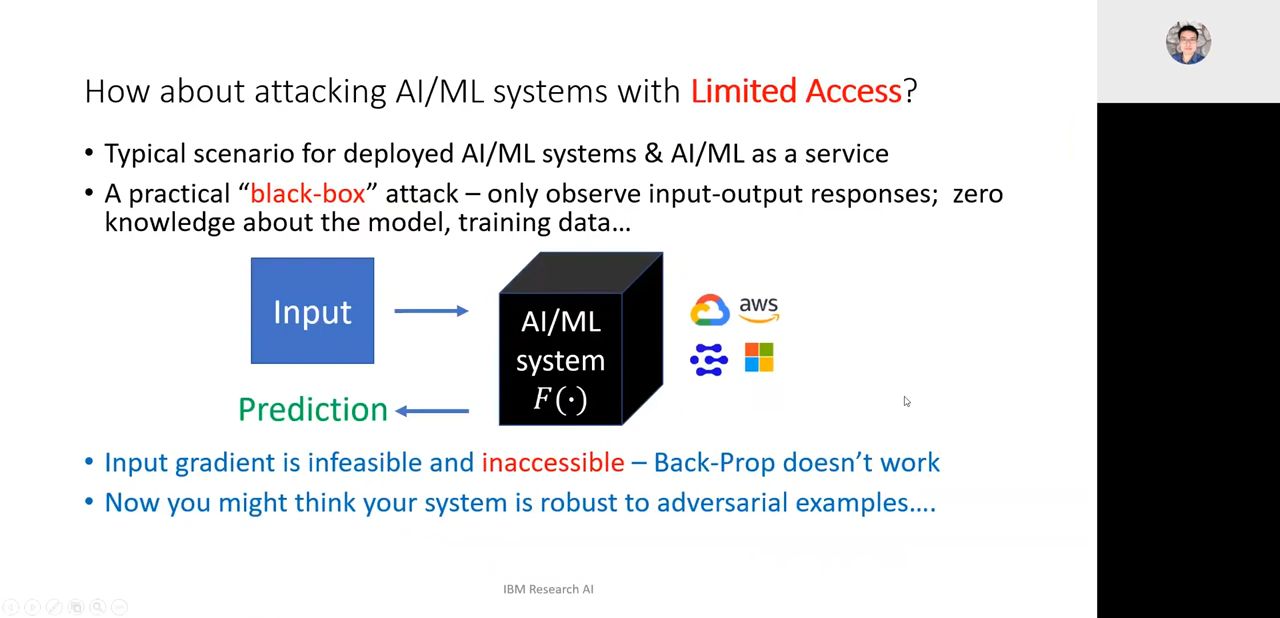 How about attacking AI/ML systems with Limited Access?
• Typical scenario for deployed AI/ML systems & AI/ML as a service
• A practical “black-box” attack – only observe input-output responses; zero
knowledge about the model, training data…
Input
AI/ML
system
F(·)
aws
Prediction
• Input gradient is infeasible and inaccessible – Back-Prop doesn’t work
• Now you might think your system is robust to adversarial examples….
IBM Research AI